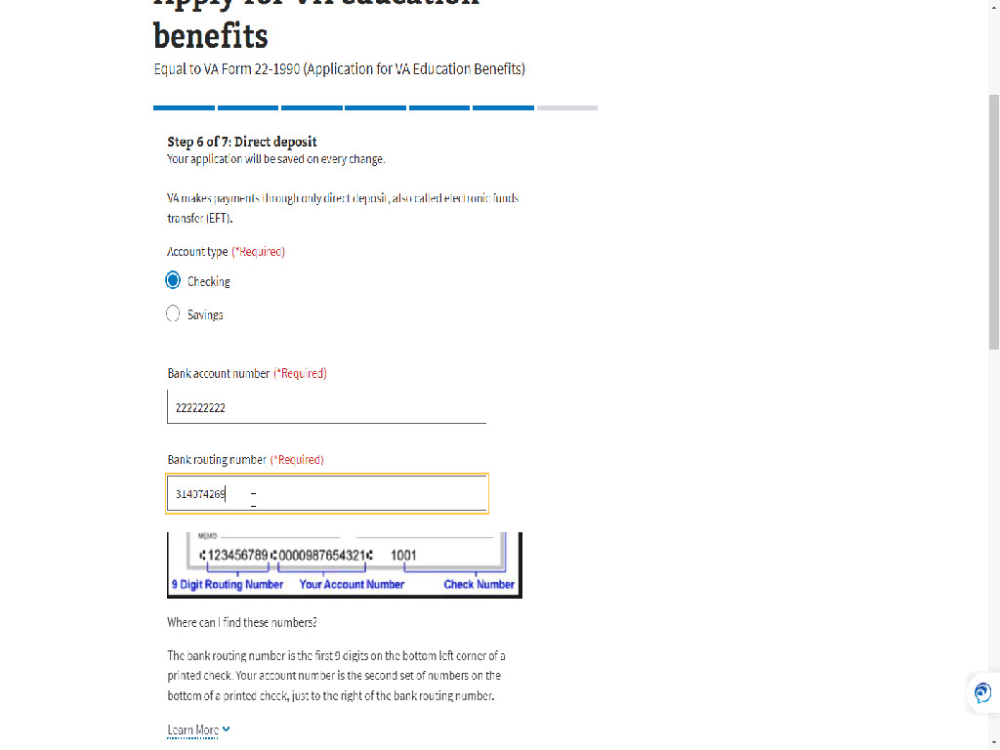 Apply for VA education
benefits
Equal to VA Form 22-1990 (Application for VA Education Benefits)
Step 6 of 7: Direct deposit
Your application will be saved on every change.
VA makes payments through only direct deposit, also called electronic funds
transfer (EFT).
Account type (*Required)
Checking
Savings
Bank account number (*Required)
222222222
Bank routing number (*Required)
314074269
MEMO
⑆123456789⑆0000987654321⑆ 1001
9 Digit Routing Number Your Account Number Check Number
Where can I find these numbers?
The bank routing number is the first 9 digits on the bottom left corner of a
printed check. Your account number is the second set of numbers on the
bottom of a printed check, just to the right of the bank routing number.
Learn More